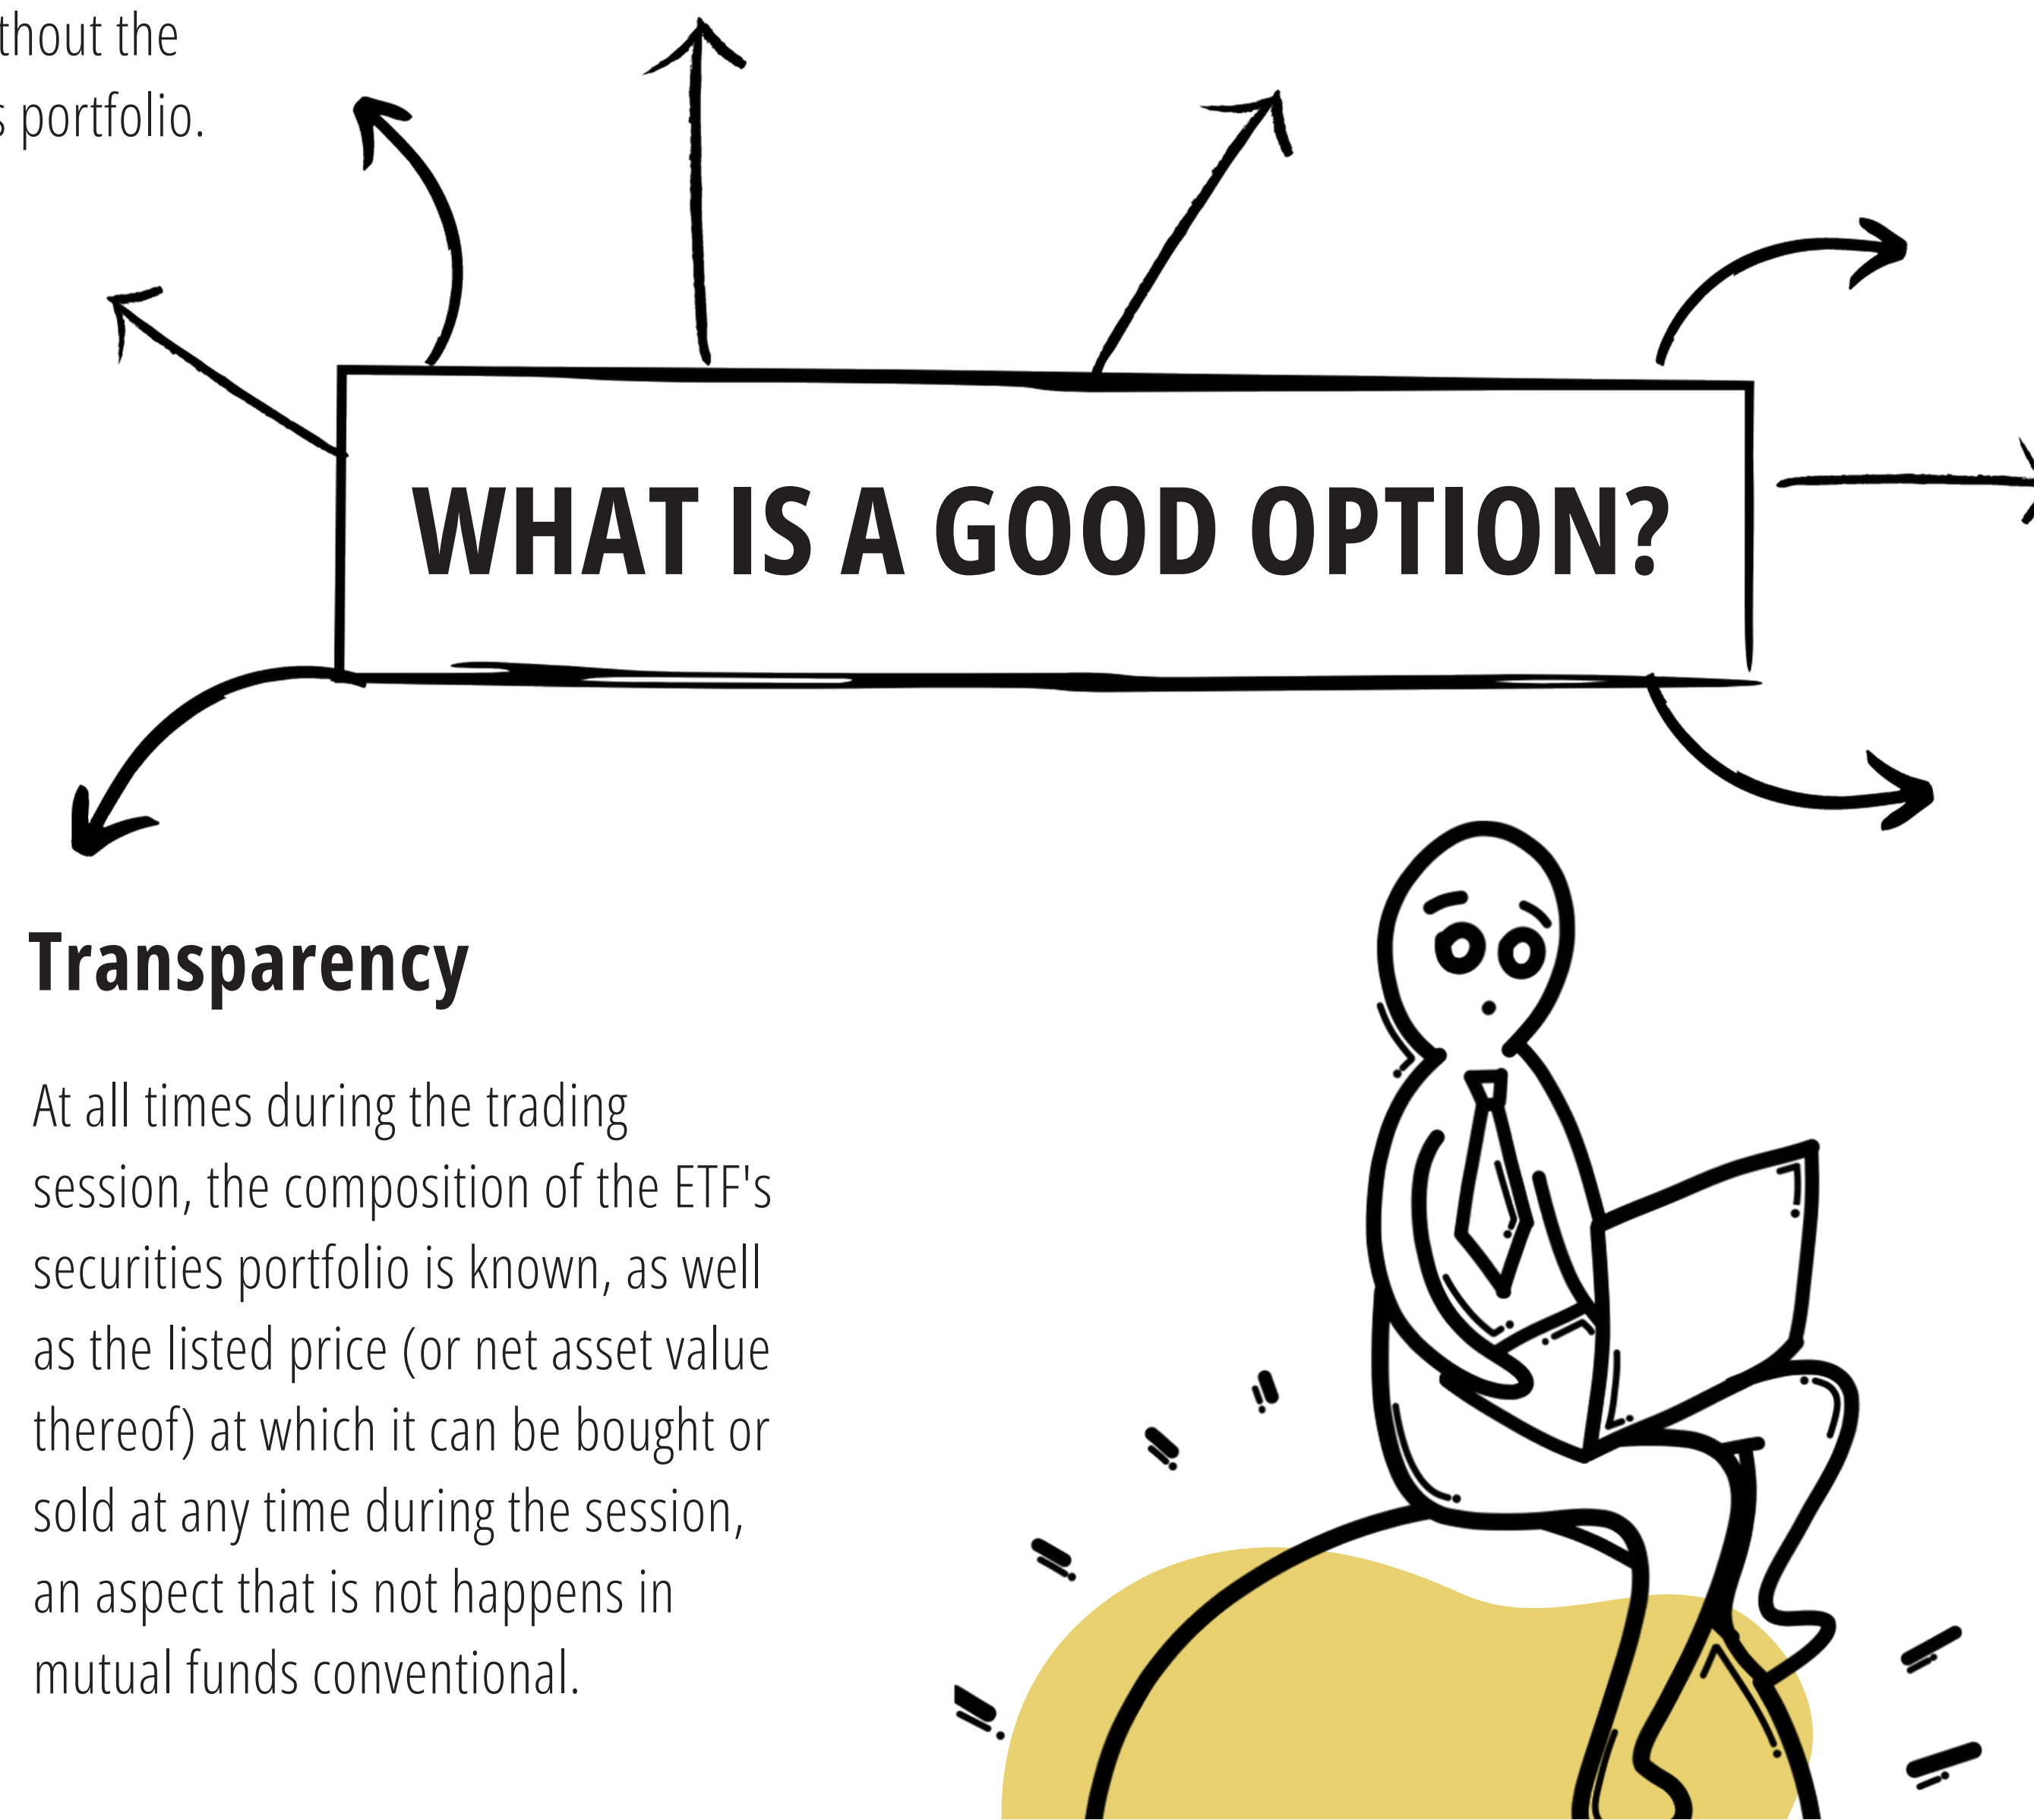 thout the
s portfolio.
WHAT IS A GOOD OPTION?
Transparency
At all times during the trading
session, the composition of the ETF's
securities portfolio is known, as well
as the listed price (or net asset value
thereof) at which it can be bought or
sold at any time during the session,
an aspect that is not happens in
mutual funds conventional.